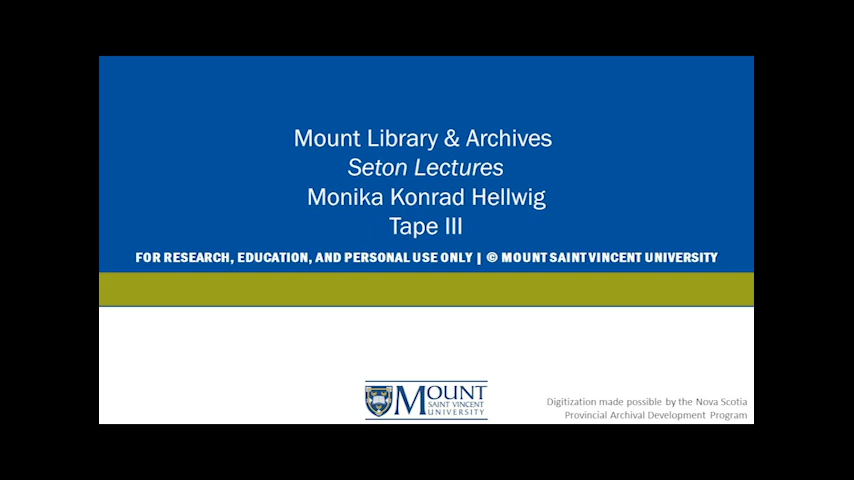 Mount Library & Archives
Seton Lectures
Monika Konrad Hellwig
Tape III
FOR RESEARCH, EDUCATION, AND PERSONAL USE ONLY | © MOUNT SAINT VINCENT UNIVERSITY
MOUNT
SAINT VINCENT
UNIVERSITY
Digitization made possible by the Nova Scotia
Provincial Archival Development Program